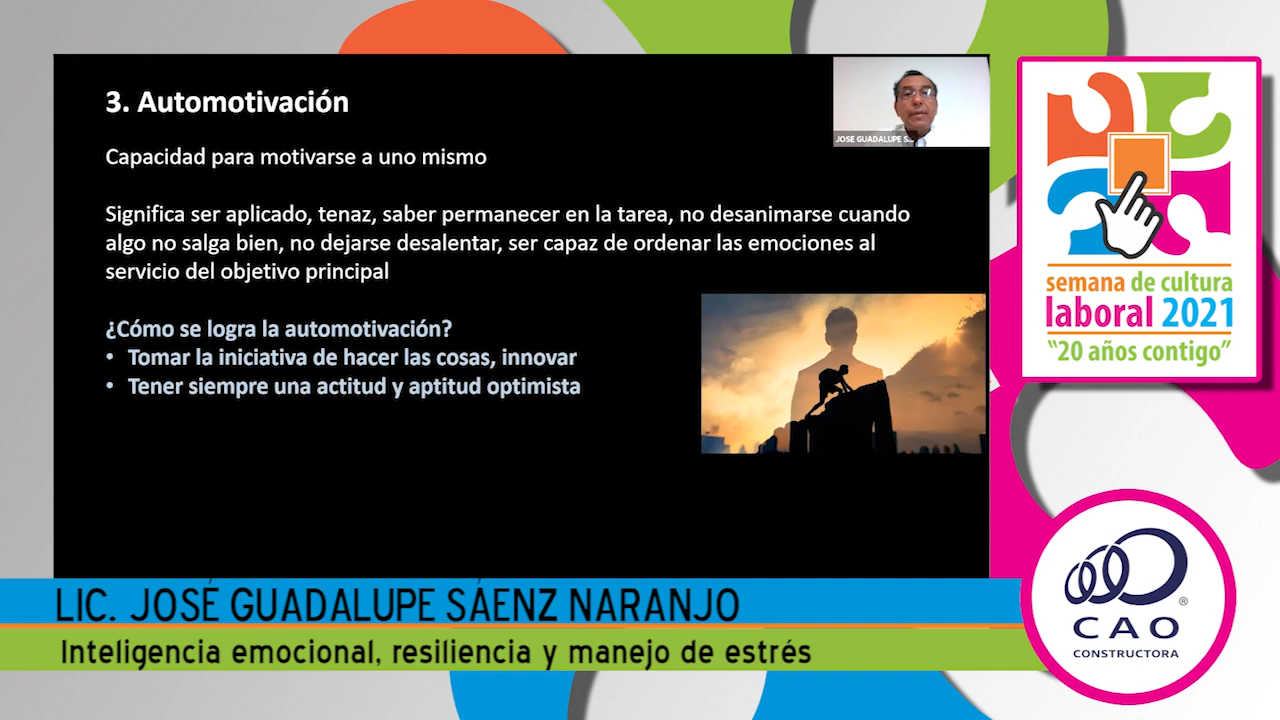 3. Automotivación
Capacidad para motivarse a uno mismo
Significa ser aplicado, tenaz, saber permanecer en la tarea, no desanimarse cuando
algo no salga bien, no dejarse desalentar, ser capaz de ordenar las emociones al
servicio del objetivo principal
¿Cómo se logra la automotivación?
• Tomar la iniciativa de hacer las cosas, innovar
• Tener siempre una actitud y aptitud optimista
JOSE GUADALUPE S...
semana de cultura
laboral 2021
“20 años contigo”
LIC. JOSÉ GUADALUPE SÁENZ NARANJO
Inteligencia emocional, resiliencia y manejo de estrés
®
CAO
CONSTRUCTORA